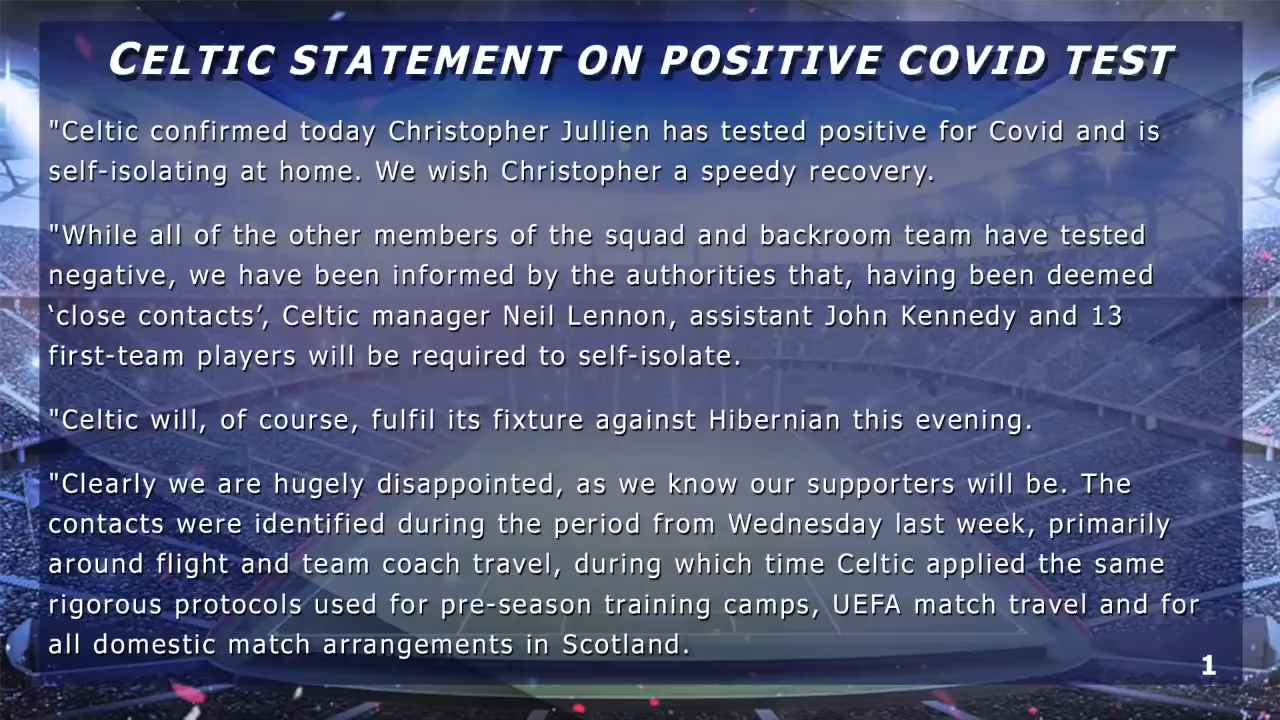 CELTIC STATEMENT ON POSITIVE COVID TEST
"Celtic confirmed today Christopher Jullien has tested positive for Covid and is
self-isolating at home. We wish Christopher a speedy recovery.
"While all of the other members of the squad and backroom team have tested
negative, we have been informed by the authorities that, having been deemed
‘close contacts’, Celtic manager Neil Lennon, assistant John Kennedy and 13
first-team players will be required to self-isolate.
"Celtic will, of course, fulfil its fixture against Hibernian this evening.
"Clearly we are hugely disappointed, as we know our supporters will be. The
contacts were identified during the period from Wednesday last week, primarily
around flight and team coach travel, during which time Celtic applied the same
rigorous protocols used for pre-season training camps, UEFA match travel and for
all domestic match arrangements in Scotland.
1